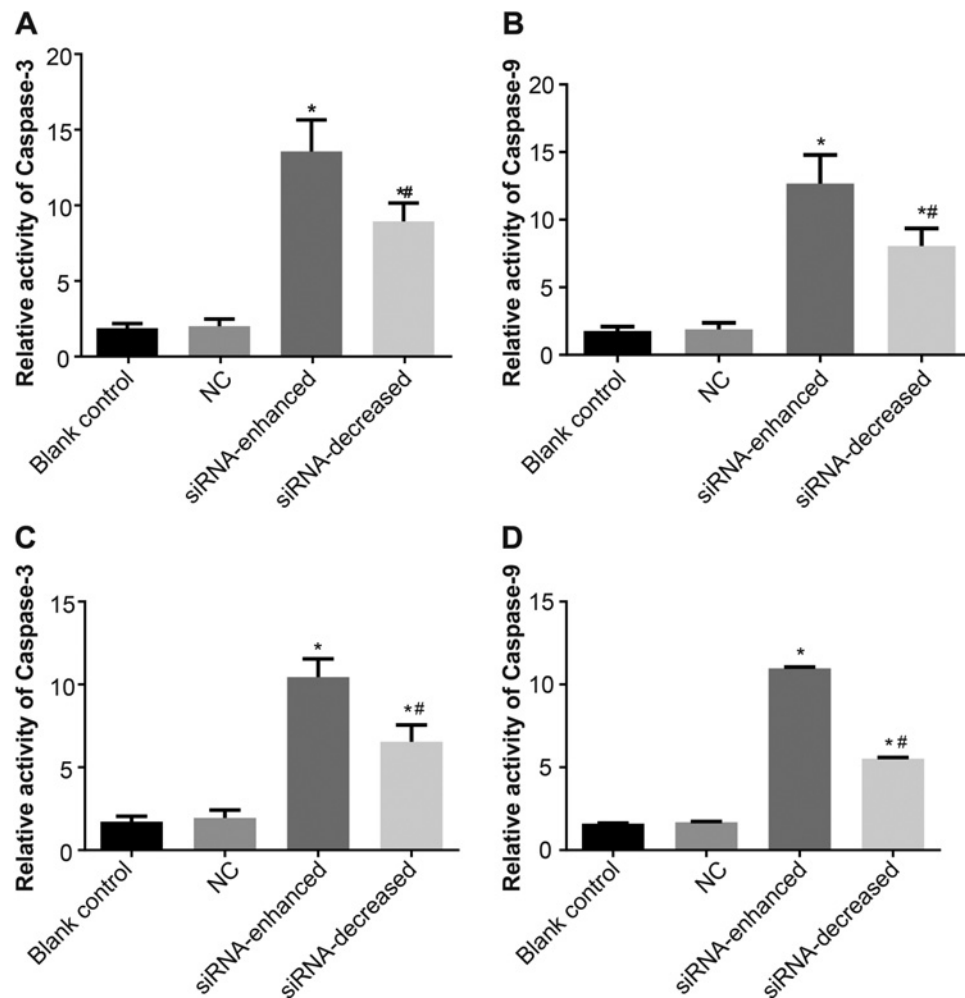 A
Relative activity of Caspase-3
20
15
10
5
0
*
*#
Blank control
NC
siRNA-enhanced
siRNA-decreased
B
Relative activity of Caspase-9
20
15
10
5
0
*
*#
Blank control
NC
siRNA-enhanced
siRNA-decreased
C
Relative activity of Caspase-3
15
10
5
0
*
*#
Blank control
NC
siRNA-enhanced
siRNA-decreased
D
Relative activity of Caspase-9
15
10
5
0
*
*#
Blank control
NC
siRNA-enhanced
siRNA-decreased